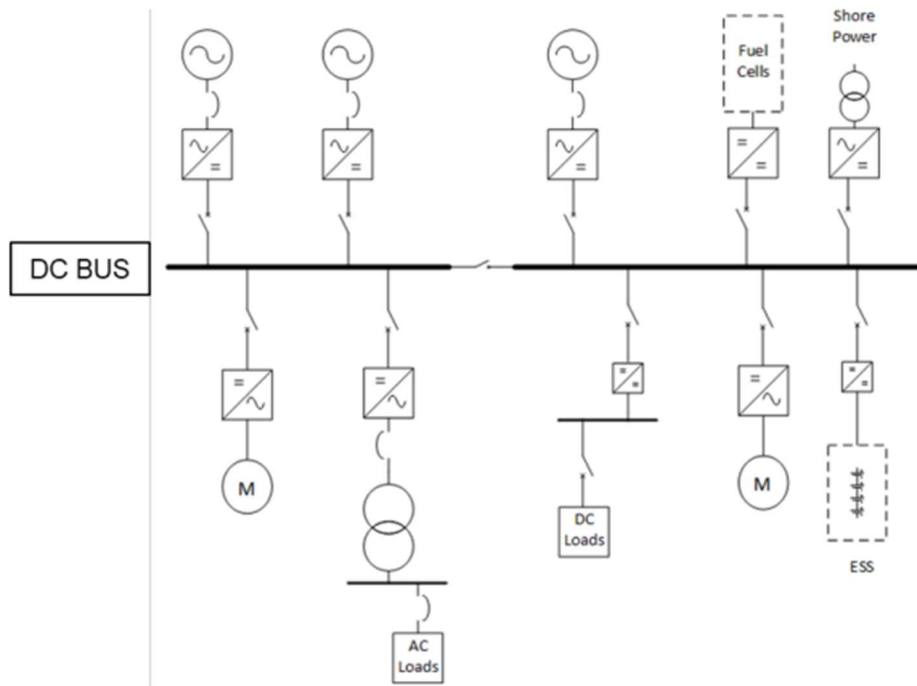 Fuel
Cells
Shore
Power
DC BUS
M
M
DC
Loads
ESS
AC
Loads